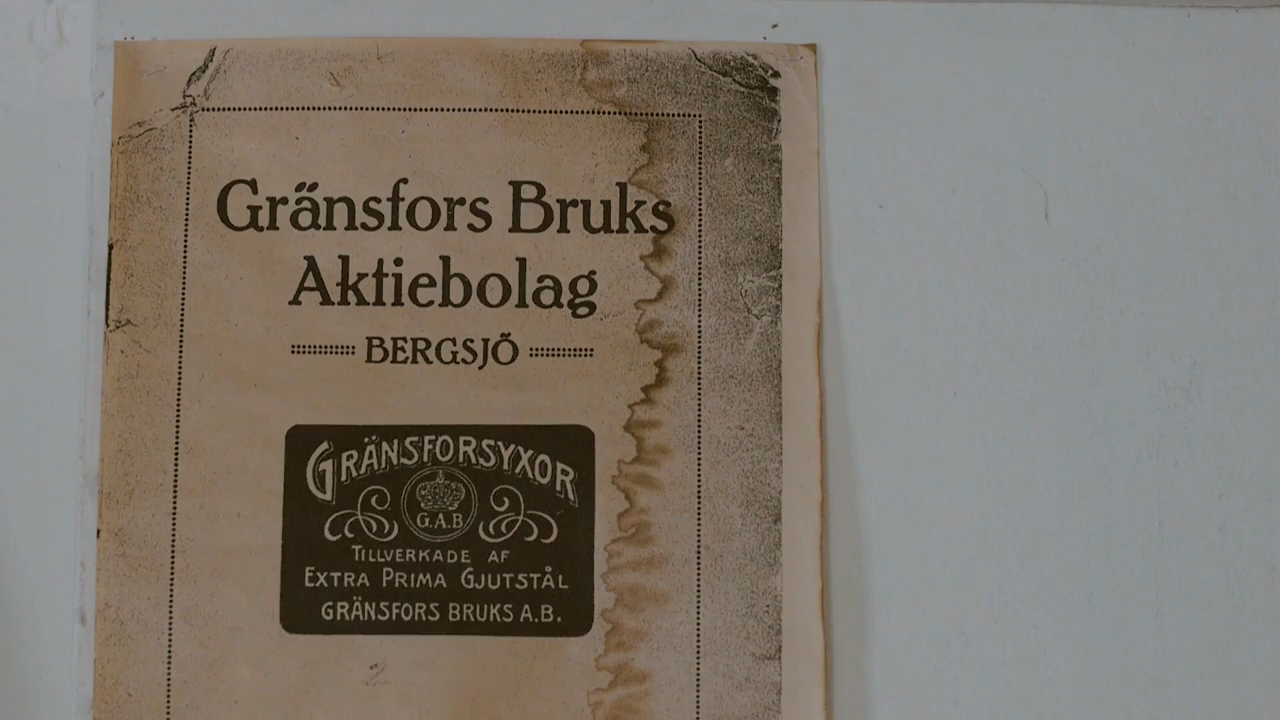 Gränsfors Bruks
Aktiebolag
BERGSJÖ
GRÄNSFORSYXOR
G.A.B
TILLVERKADE AF
EXTRA PRIMA GJUTSTÅL
GRÄNSFORS BRUKS A.B.